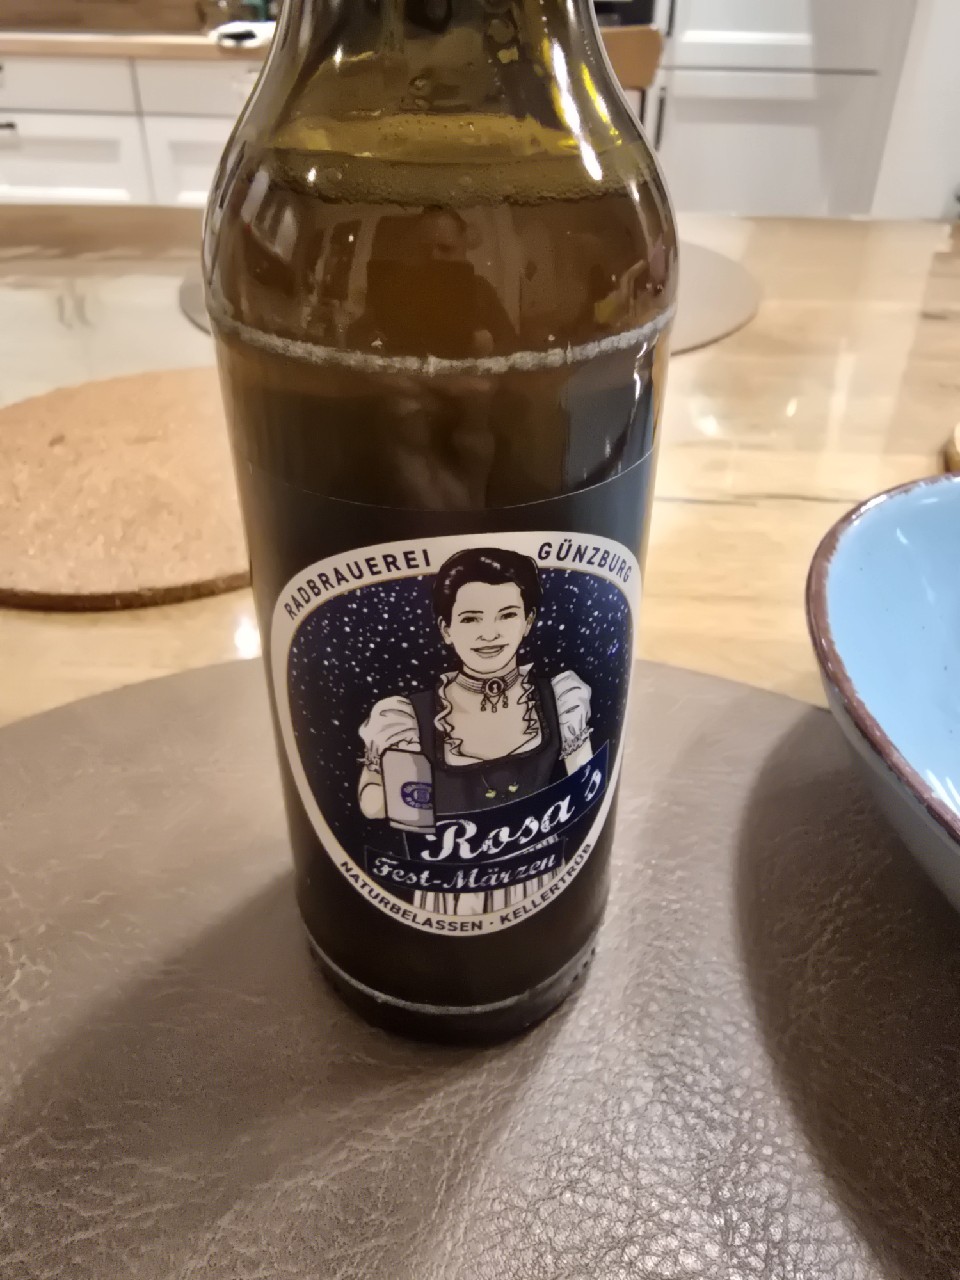 RADBRAUEREI GÜNZBURG
Rosa's
Fest-Märzen
NATURBELASSEN · KELLERTRÜB